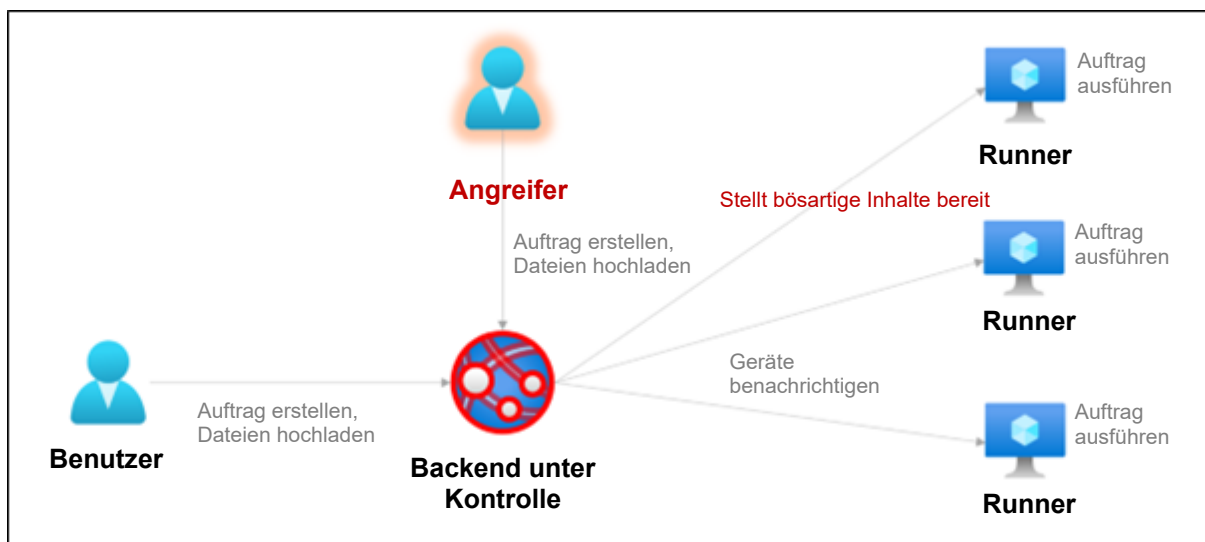 Auftrag
ausführen
Runner
Angreifer
Stellt bösartige Inhalte bereit
Auftrag erstellen,
Dateien hochladen
Auftrag
ausführen
Runner
Geräte
benachrichtigen
Auftrag erstellen,
Dateien hochladen
Benutzer
Backend unter
Kontrolle
Auftrag
ausführen
Runner